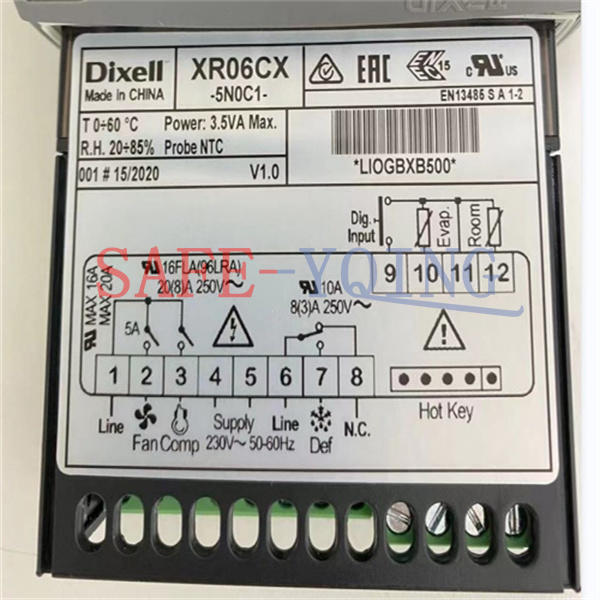 DIXELL
Dixell
Made in CHINA
XR06CX
-5N0C1-
EAC
15
c RU US
EN13485 S A 1-2
T 0÷60 °C Power: 3.5VA Max.
R.H. 20÷85% Probe NTC
001 # 15/2020 V1.0
*LIOGBXB500*
Dig. Input
Evap.
Room
9 10 11 12
SAFE-YQING
MAX 16A
MAX 20A
16FLA(96LRA)
20(8)A 250V~
10A
8(3)A 250V~
5A
1 2 3 4 5 6 7 8
Line Fan Comp Supply 230V~ 50-60Hz Line Def N.C.
Hot Key